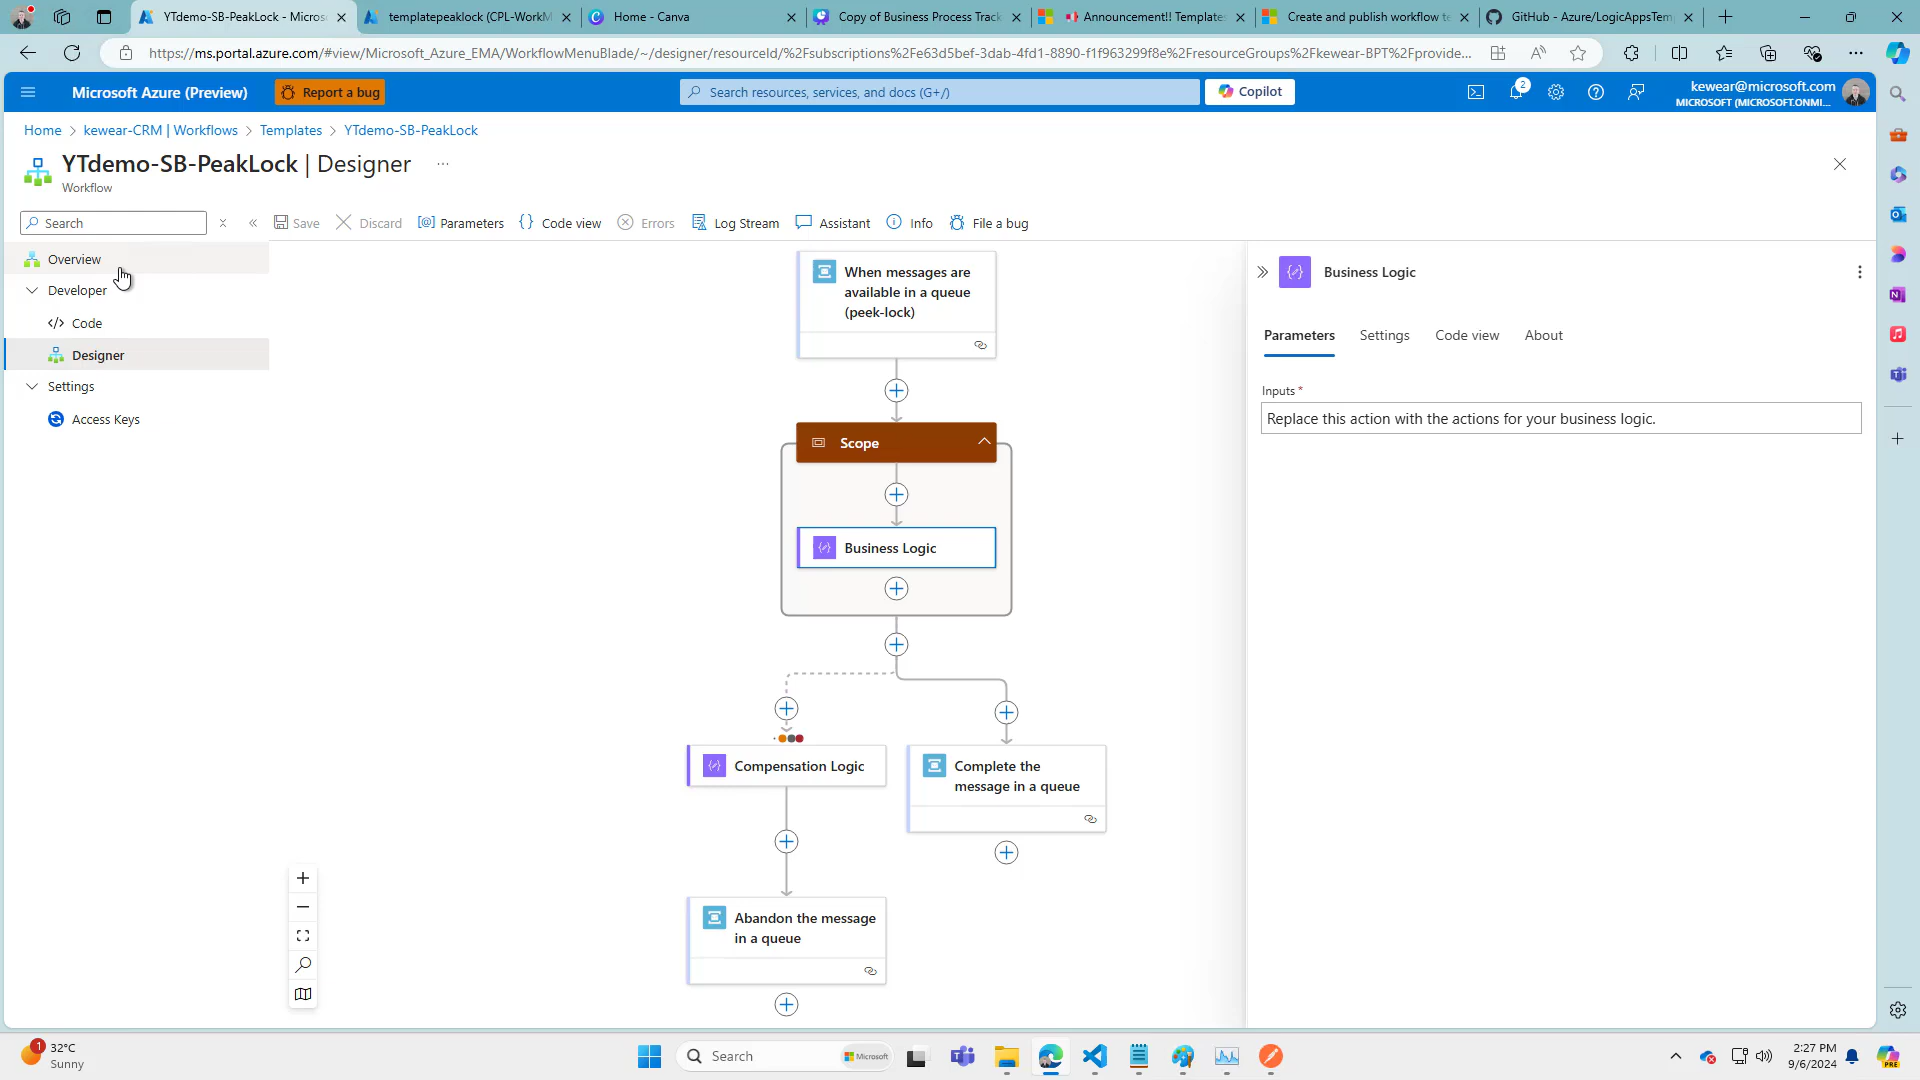 YTdemo-SB-PeakLock - Micros
templatepeaklock (CPL-WorkM
Home - Canva
Copy of Business Process Track
Announcement!! Templates
Create and publish workflow te
GitHub - Azure/LogicAppsTem
https://ms.portal.azure.com/#view/Microsoft_Azure_EMA/WorkflowMenuBlade/~/designer/resourceId/%2Fsubscriptions%2Fe63d5bef-3dab-4fd1-8890-f1f963299f8e%2FresourceGroups%2Fkewear-BPT%2Fprovide...
Microsoft Azure (Preview)
Report a bug
Search resources, services, and docs (G+/)
Copilot
2
kewear@microsoft.com
MICROSOFT (MICROSOFT.ONMI...
Home > kewear-CRM | Workflows > Templates > YTdemo-SB-PeakLock
YTdemo-SB-PeakLock | Designer
Workflow
Search
Save
Discard
Parameters
Code view
Errors
Log Stream
Assistant
Info
File a bug
Overview
Developer
Code
Designer
Settings
Access Keys
When messages are
available in a queue
(peek-lock)
Scope
Business Logic
Compensation Logic
Complete the
message in a queue
Abandon the message
in a queue
Business Logic
Parameters
Settings
Code view
About
Inputs *
Replace this action with the actions for your business logic.
1
32°C
Sunny
Search
Microsoft
2:27 PM
9/6/2024
PRE